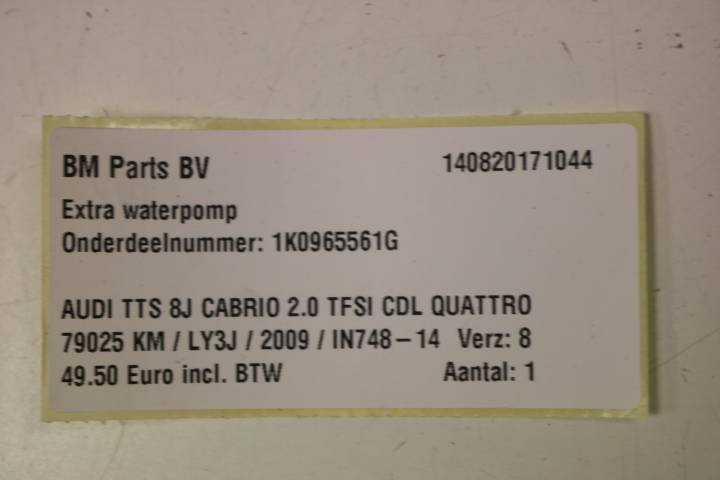 BM Parts BV 140820171044
Extra waterpomp
Onderdeelnummer: 1K0965561G
AUDI TTS 8J CABRIO 2.0 TFSI CDL QUATTRO
79025 KM / LY3J / 2009 / IN748-14 Verz: 8
49.50 Euro incl. BTW Aantal: 1